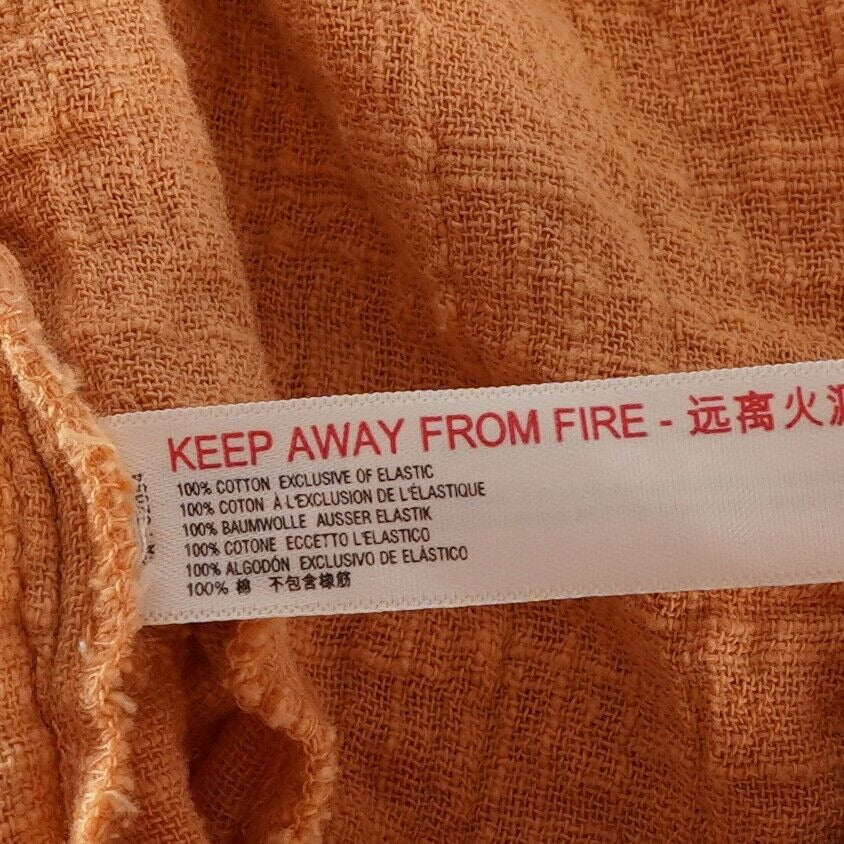 KEEP AWAY FROM FIRE - 远离火源
100% COTTON EXCLUSIVE OF ELASTIC
100% COTON À L'EXCLUSION DE L'ÉLASTIQUE
100% BAUMWOLLE AUSSER ELASTIK
100% COTONE ECCETTO L'ELASTICO
100% ALGODÓN EXCLUSIVO DE ELÁSTICO
100% 棉 不包含橡筋